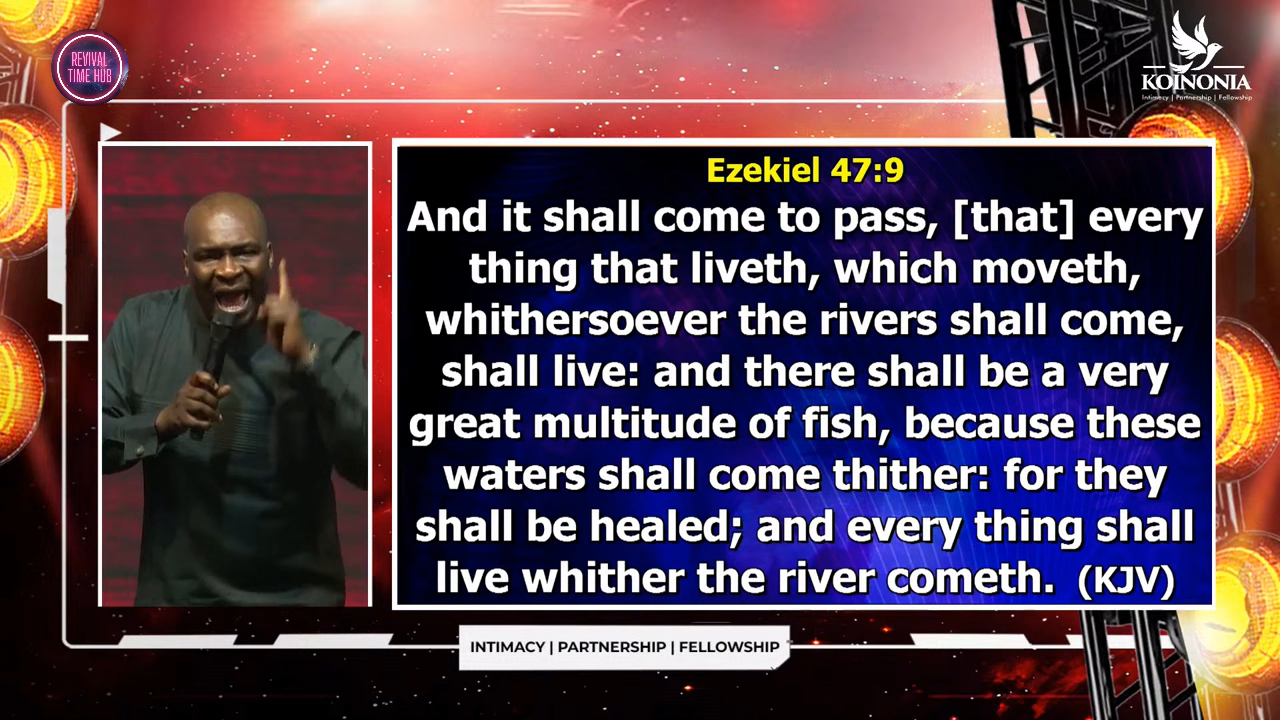 REVIVAL
TIME HUB
KOINONIA
Intimacy | Partnership | Fellowship
Ezekiel 47:9
And it shall come to pass, [that] every
thing that liveth, which moveth,
whithersoever the rivers shall come,
shall live: and there shall be a very
great multitude of fish, because these
waters shall come thither: for they
shall be healed; and every thing shall
live whither the river cometh. (KJV)
INTIMACY | PARTNERSHIP | FELLOWSHIP